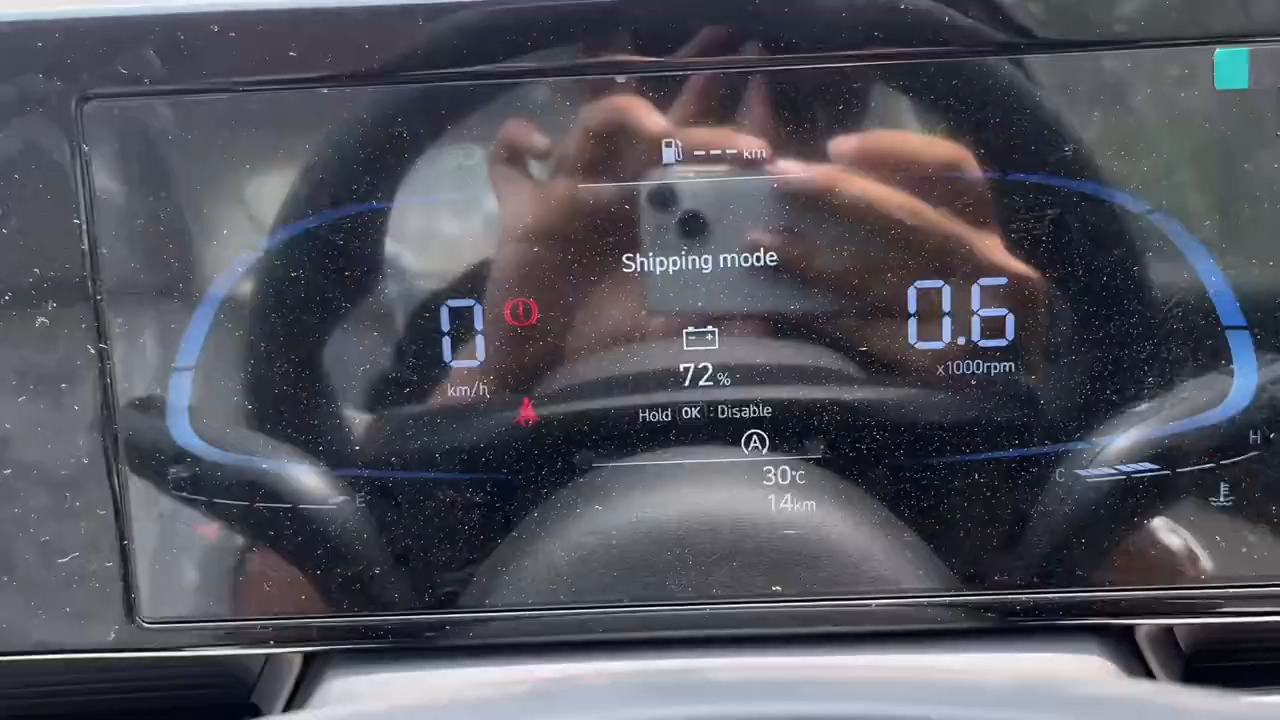 --- km
Shipping mode
0
km/h
72%
Hold OK : Disable
A
30°C
14km
0.6
x1000rpm
E
C
H